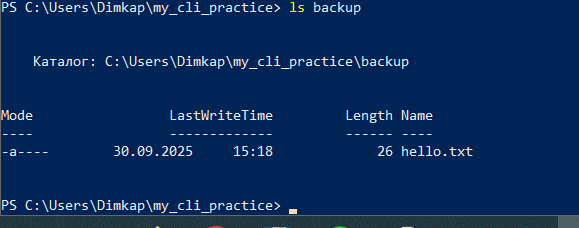 PS C:\Users\Dimkap\my_cli_practice> ls backup
Каталог: C:\Users\Dimkap\my_cli_practice\backup
Mode LastWriteTime Length Name
---- ------------- ------ ----
-a---- 30.09.2025 15:18 26 hello.txt
PS C:\Users\Dimkap\my_cli_practice>